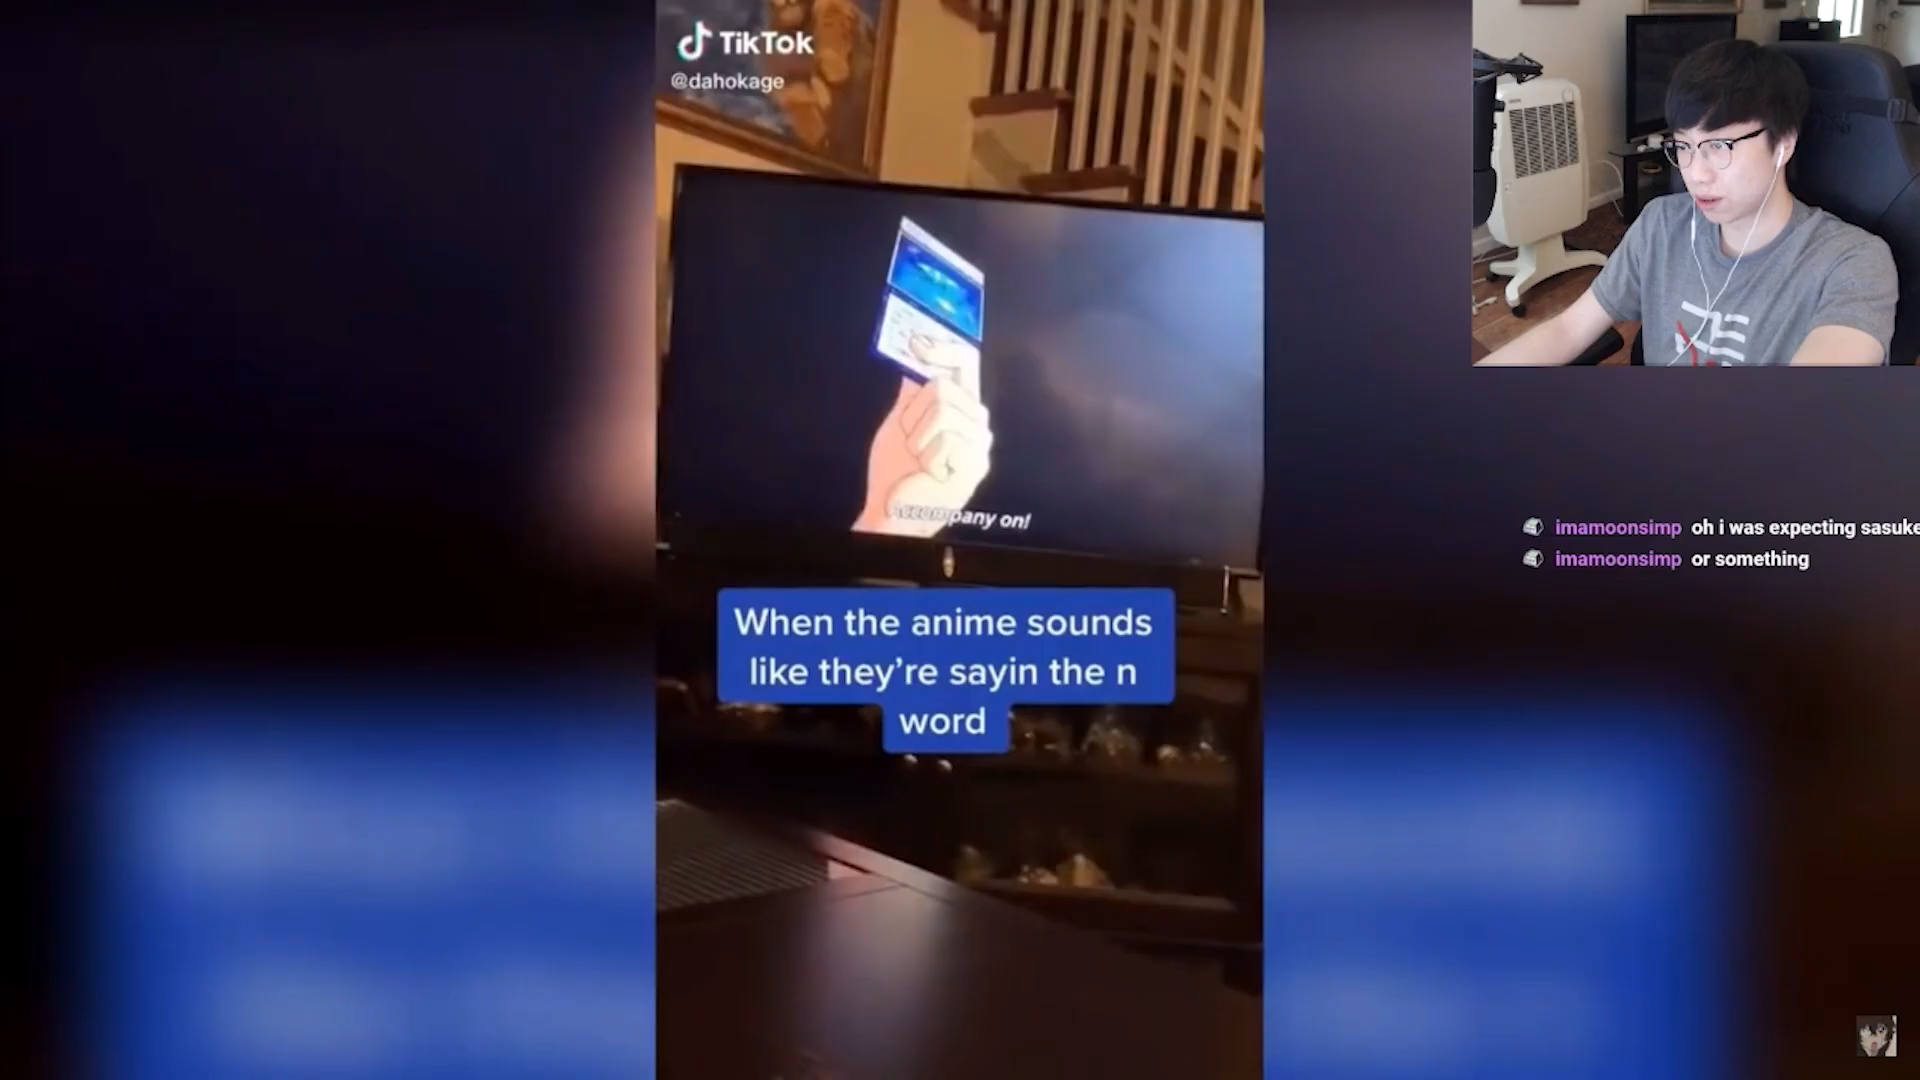 TikTok
@dahokage
Accompany on!
When the anime sounds
like they're sayin the n
word
imamoonsimp oh i was expecting sasuke
imamoonsimp or something